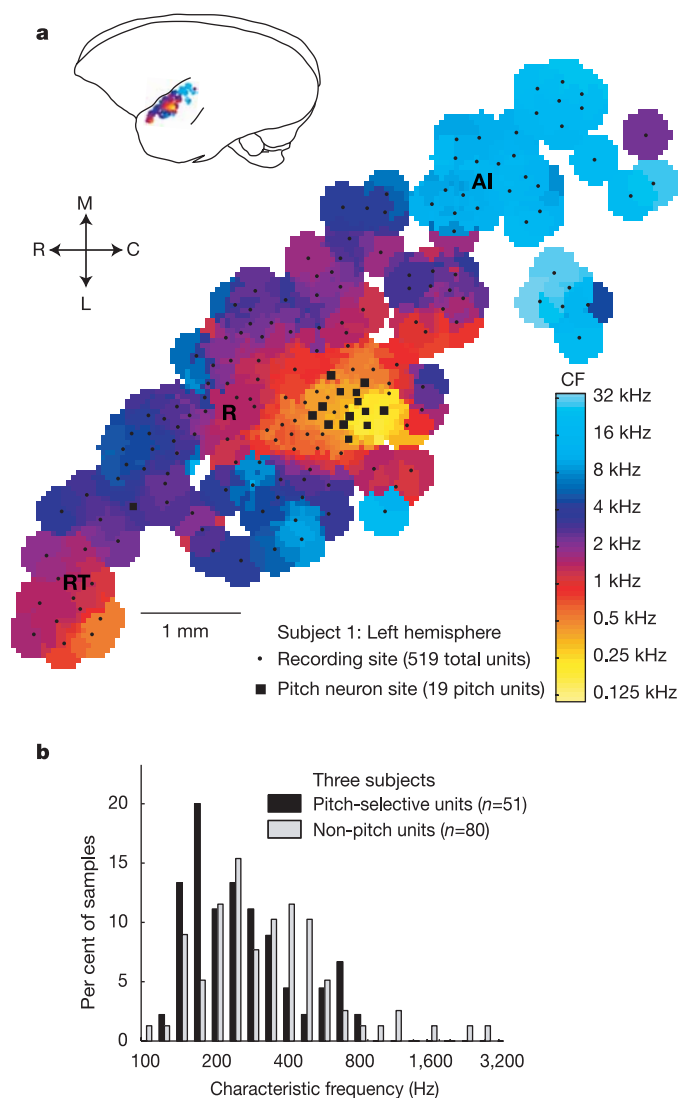 a
M
R C
L
AI
R
RT
CF
32 kHz
16 kHz
8 kHz
4 kHz
2 kHz
1 kHz
0.5 kHz
0.25 kHz
0.125 kHz
1 mm
Subject 1: Left hemisphere
Recording site (519 total units)
Pitch neuron site (19 pitch units)
b
Three subjects
Pitch-selective units (n=51)
Non-pitch units (n=80)
Per cent of samples
20
15
10
5
0
100 200 400 800 1,600 3,200
Characteristic frequency (Hz)